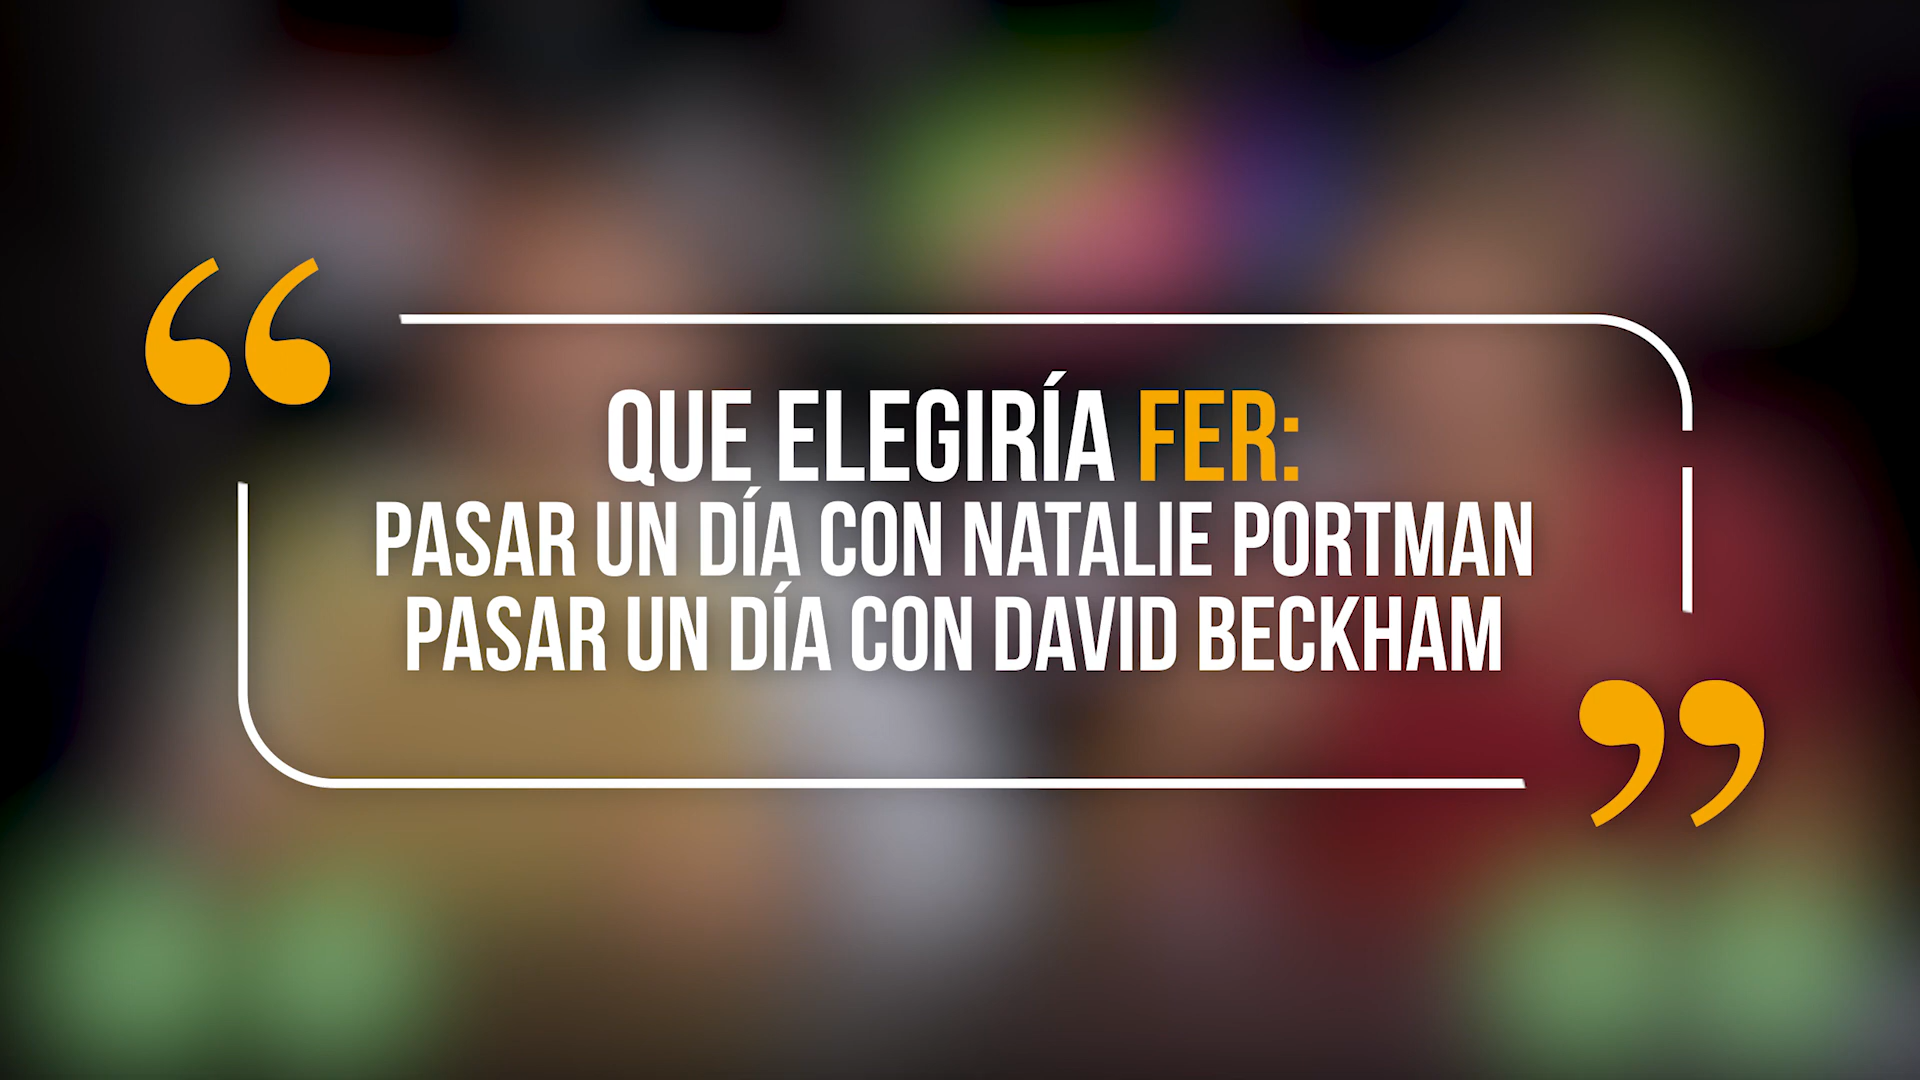 QUE ELEGIRÍA FER:
PASAR UN DÍA CON NATALIE PORTMAN
PASAR UN DÍA CON DAVID BECKHAM